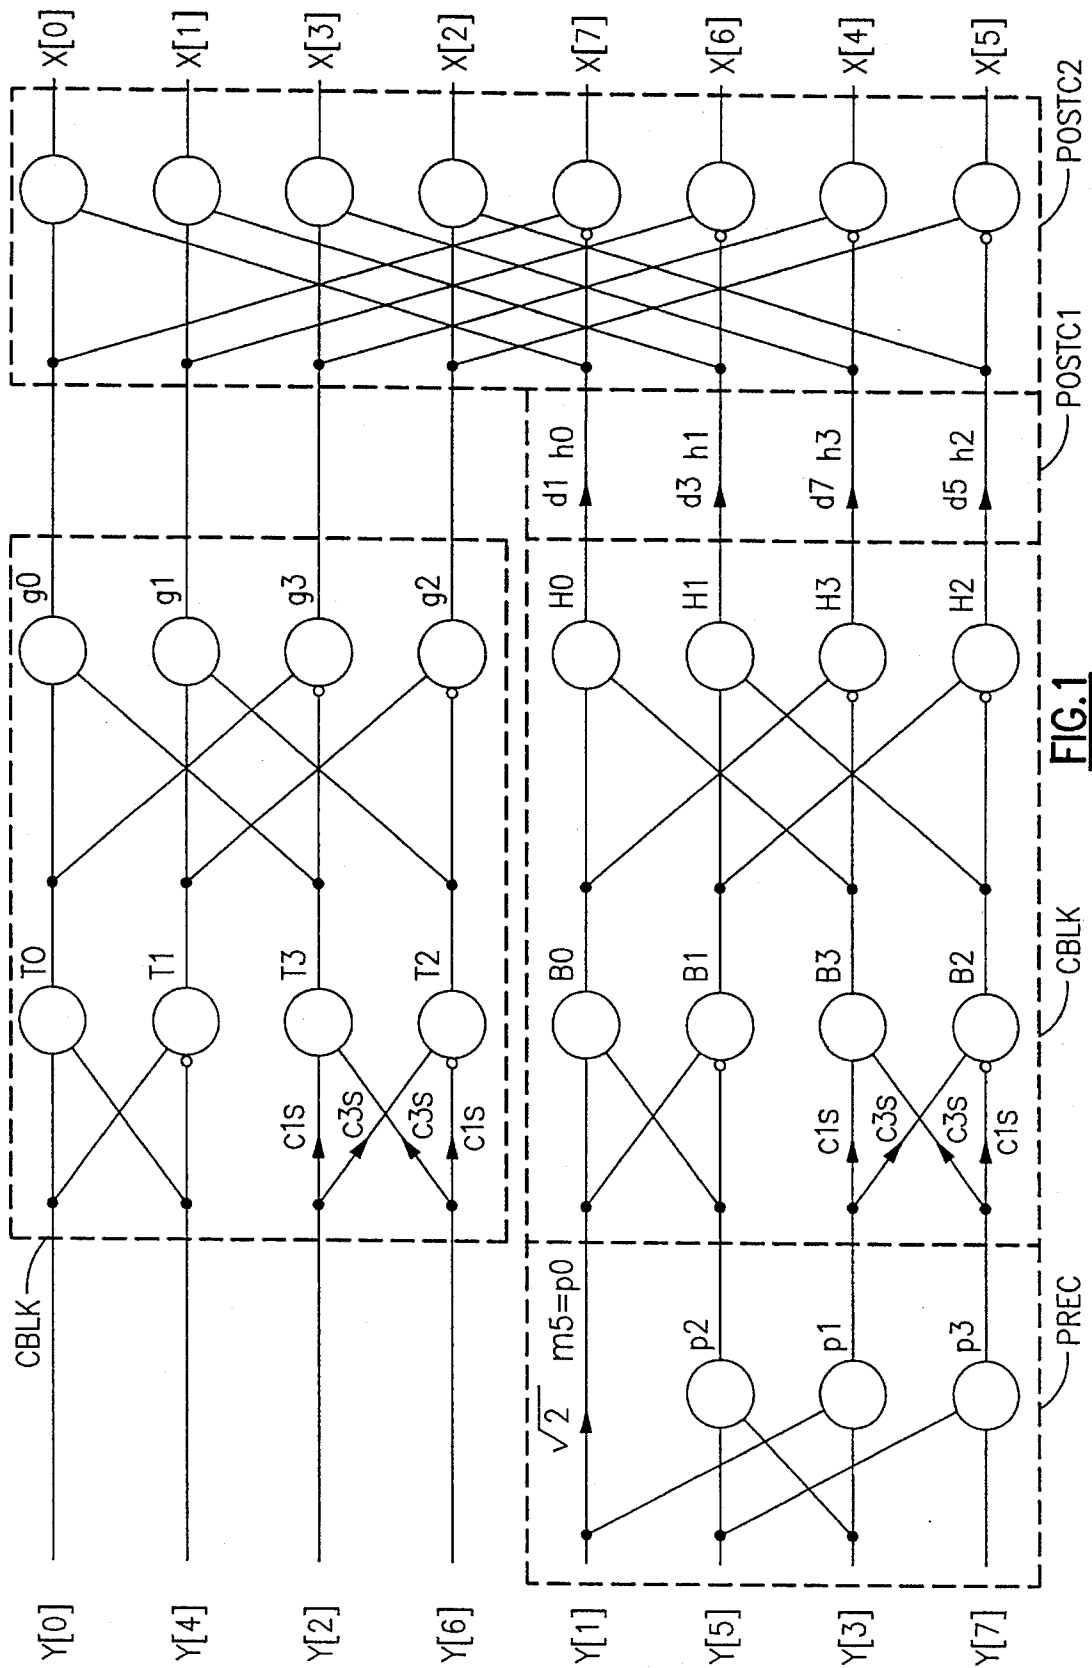 Y[0]
Y[4]
Y[2]
Y[6]
Y[1]
Y[5]
Y[3]
Y[7]
CBLK
T0
T1
T3
T2
c1s
c3s
c3s
c1s
g0
g1
g3
g2
√2
m5=p0
p2
p1
p3
PREC
B0
B1
B3
B2
c1s
c3s
c3s
c1s
CBLK
H0
H1
H3
H2
d1 h0
d3 h1
d7 h3
d5 h2
POSTC1
POSTC2
X[0]
X[1]
X[3]
X[2]
X[7]
X[6]
X[4]
X[5]
FIG.1